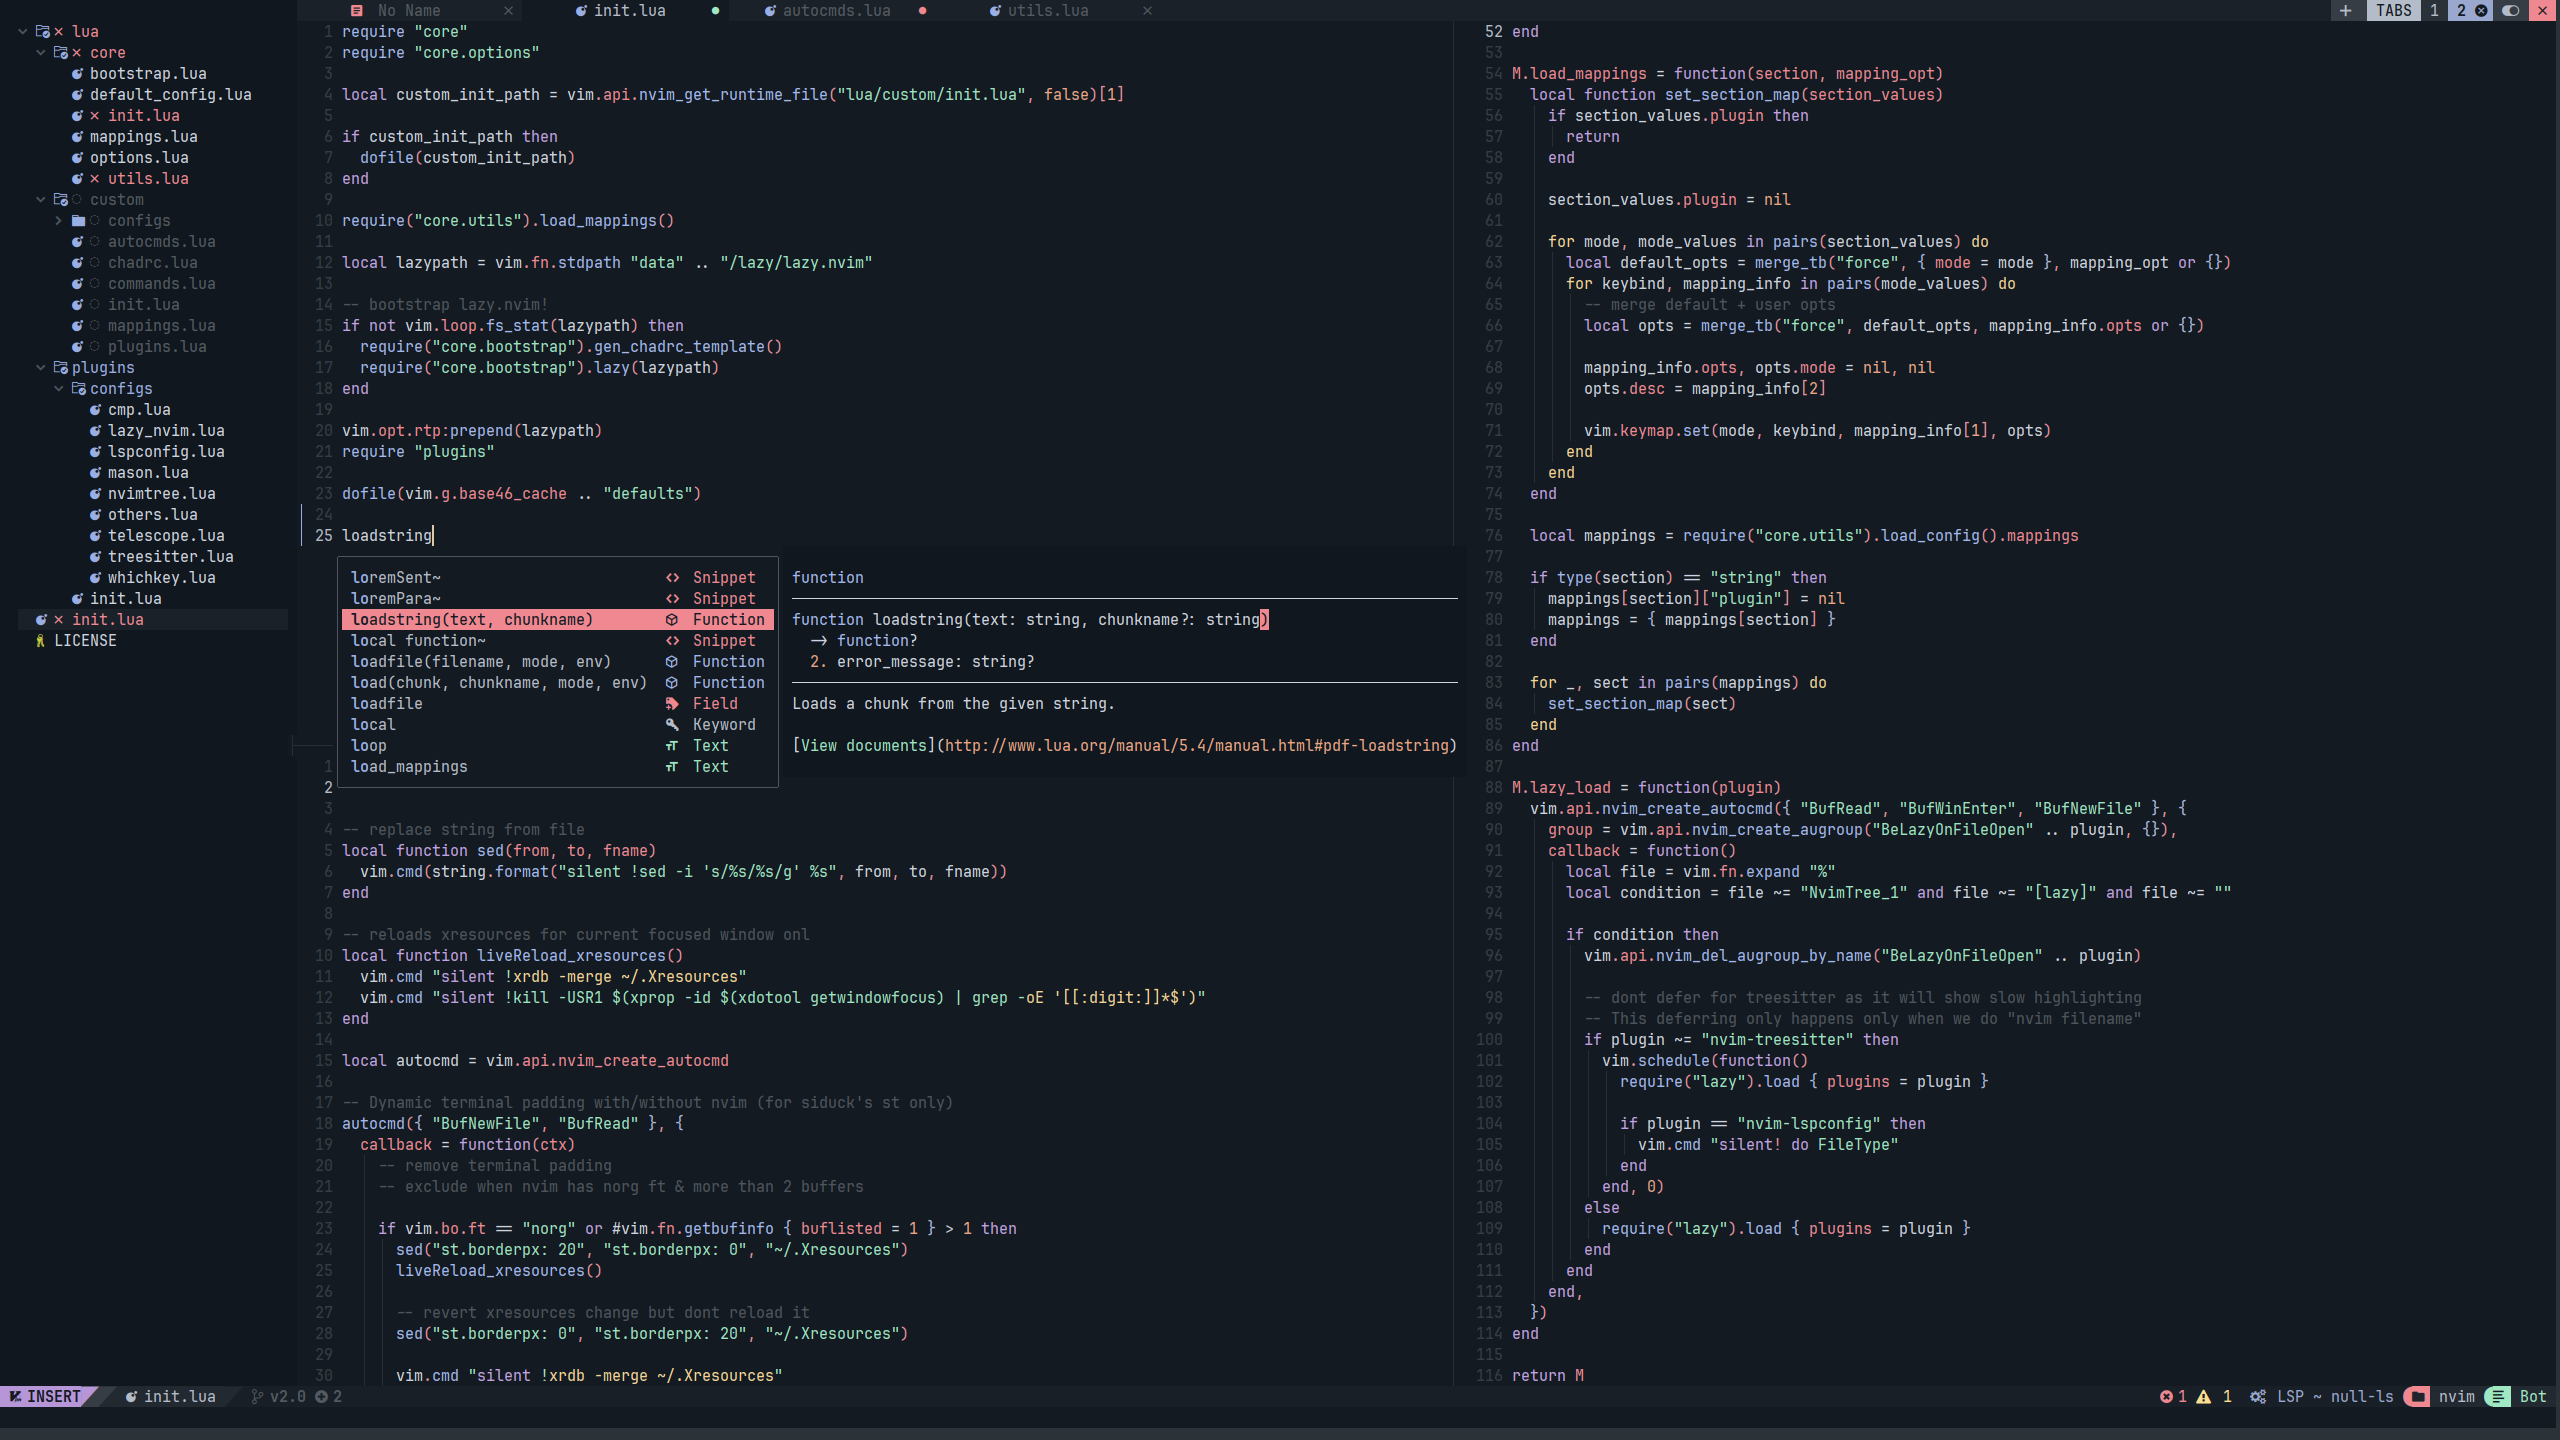 No Name
init.lua
autocmds.lua
utils.lua
TABS 1 2
lua
core
bootstrap.lua
default_config.lua
init.lua
mappings.lua
options.lua
utils.lua
custom
configs
autocmds.lua
chadrc.lua
commands.lua
init.lua
mappings.lua
plugins.lua
plugins
configs
cmp.lua
lazy_nvim.lua
lspconfig.lua
mason.lua
nvimtree.lua
others.lua
telescope.lua
treesitter.lua
whichkey.lua
init.lua
init.lua
LICENSE
1 require "core"
2 require "core.options"
3
4 local custom_init_path = vim.api.nvim_get_runtime_file("lua/custom/init.lua", false)[1]
5
6 if custom_init_path then
7   dofile(custom_init_path)
8 end
9
10 require("core.utils").load_mappings()
11
12 local lazypath = vim.fn.stdpath "data" .. "/lazy/lazy.nvim"
13
14 -- bootstrap lazy.nvim!
15 if not vim.loop.fs_stat(lazypath) then
16   require("core.bootstrap").gen_chadrc_template()
17   require("core.bootstrap").lazy(lazypath)
18 end
19
20 vim.opt.rtp:prepend(lazypath)
21 require "plugins"
22
23 dofile(vim.g.base46_cache .. "defaults")
24
25 loadstring
loremSent~ Snippet
loremPara~ Snippet
loadstring(text, chunkname) Function
local function~ Snippet
loadfile(filename, mode, env) Function
load(chunk, chunkname, mode, env) Function
loadfile Field
local Keyword
loop Text
load_mappings Text
function
function loadstring(text: string, chunkname?: string)
  -> function?
  2. error_message: string?
Loads a chunk from the given string.
[View documents](http://www.lua.org/manual/5.4/manual.html#pdf-loadstring)
1
2
3
4 -- replace string from file
5 local function sed(from, to, fname)
6   vim.cmd(string.format("silent !sed -i 's/%s/%s/g' %s", from, to, fname))
7 end
8
9 -- reloads xresources for current focused window onl
10 local function liveReload_xresources()
11   vim.cmd "silent !xrdb -merge ~/.Xresources"
12   vim.cmd "silent !kill -USR1 $(xprop -id $(xdotool getwindowfocus) | grep -oE '[[:digit:]]*$')"
13 end
14
15 local autocmd = vim.api.nvim_create_autocmd
16
17 -- Dynamic terminal padding with/without nvim (for siduck's st only)
18 autocmd({ "BufNewFile", "BufRead" }, {
19   callback = function(ctx)
20     -- remove terminal padding
21     -- exclude when nvim has norg ft & more than 2 buffers
22
23     if vim.bo.ft == "norg" or #vim.fn.getbufinfo { buflisted = 1 } > 1 then
24       sed("st.borderpx: 20", "st.borderpx: 0", "~/.Xresources")
25       liveReload_xresources()
26
27       -- revert xresources change but dont reload it
28       sed("st.borderpx: 0", "st.borderpx: 20", "~/.Xresources")
29
30       vim.cmd "silent !xrdb -merge ~/.Xresources"
52 end
53
54 M.load_mappings = function(section, mapping_opt)
55   local function set_section_map(section_values)
56     if section_values.plugin then
57       return
58     end
59
60     section_values.plugin = nil
61
62     for mode, mode_values in pairs(section_values) do
63       local default_opts = merge_tb("force", { mode = mode }, mapping_opt or {})
64       for keybind, mapping_info in pairs(mode_values) do
65         -- merge default + user opts
66         local opts = merge_tb("force", default_opts, mapping_info.opts or {})
67
68         mapping_info.opts, opts.mode = nil, nil
69         opts.desc = mapping_info[2]
70
71         vim.keymap.set(mode, keybind, mapping_info[1], opts)
72       end
73     end
74   end
75
76   local mappings = require("core.utils").load_config().mappings
77
78   if type(section) == "string" then
79     mappings[section]["plugin"] = nil
80     mappings = { mappings[section] }
81   end
82
83   for _, sect in pairs(mappings) do
84     set_section_map(sect)
85   end
86 end
87
88 M.lazy_load = function(plugin)
89   vim.api.nvim_create_autocmd({ "BufRead", "BufWinEnter", "BufNewFile" }, {
90     group = vim.api.nvim_create_augroup("BeLazyOnFileOpen" .. plugin, {}),
91     callback = function()
92       local file = vim.fn.expand "%"
93       local condition = file ~= "NvimTree_1" and file ~= "[lazy]" and file ~= ""
94
95       if condition then
96         vim.api.nvim_del_augroup_by_name("BeLazyOnFileOpen" .. plugin)
97
98         -- dont defer for treesitter as it will show slow highlighting
99         -- This deferring only happens only when we do "nvim filename"
100         if plugin ~= "nvim-treesitter" then
101           vim.schedule(function()
102             require("lazy").load { plugins = plugin }
103
104             if plugin == "nvim-lspconfig" then
105               vim.cmd "silent! do FileType"
106             end
107           end, 0)
108         else
109           require("lazy").load { plugins = plugin }
110         end
111       end
112     end,
113   })
114 end
115
116 return M
INSERT init.lua v2.0 2
1 1 LSP ~ null-ls nvim Bot